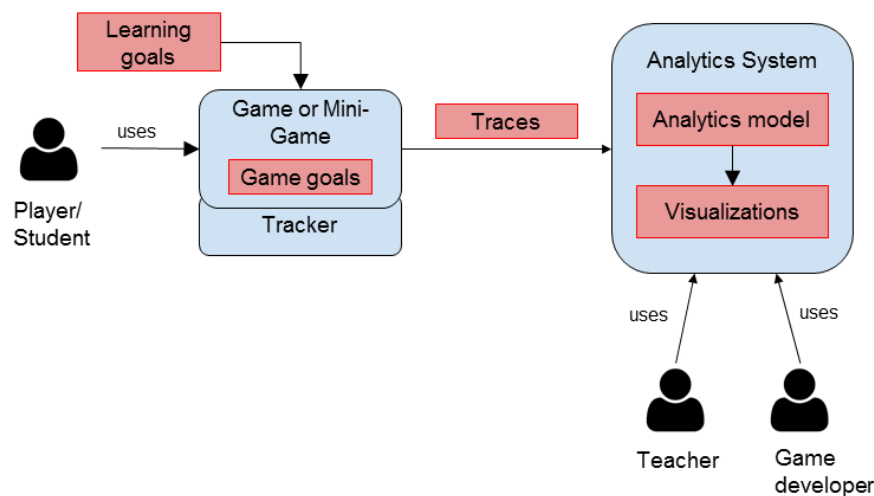 Learning
goals
Analytics System
Game or Mini-
Game
Traces
Analytics model
uses
Game goals
Visualizations
Player/
Student
Tracker
uses
uses
Teacher
Game
developer